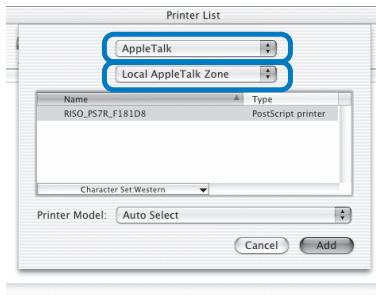 Printer List
AppleTalk
Local AppleTalk Zone
Name Type
RISO_PS7R_F181D8 PostScript printer
Character Set:Western
Printer Model: Auto Select
Cancel Add